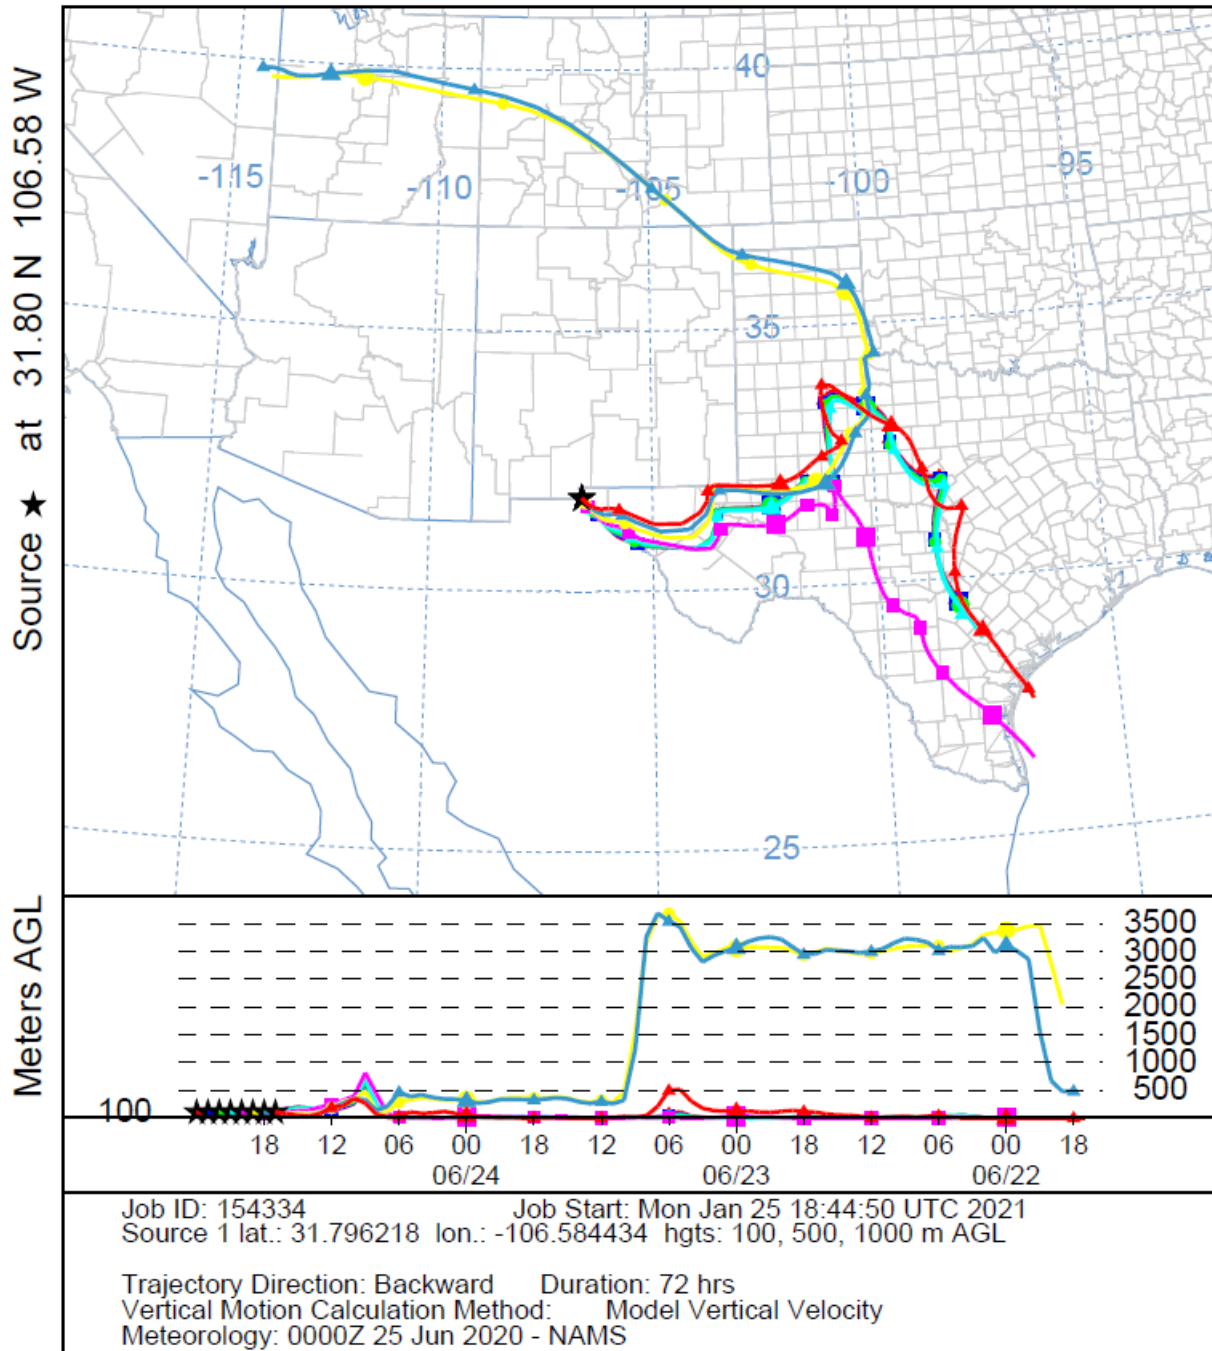 Source ★ at 31.80 N 106.58 W
40
-115
-110
-105
-100
-95
35
30
25
Meters AGL
3500
3000
2500
2000
1500
1000
500
100
18 12 06 00 18 12 06 00 18 12 06 00 18
06/24 06/23 06/22
Job ID: 154334 Job Start: Mon Jan 25 18:44:50 UTC 2021
Source 1 lat.: 31.796218 lon.: -106.584434 hgts: 100, 500, 1000 m AGL
Trajectory Direction: Backward Duration: 72 hrs
Vertical Motion Calculation Method: Model Vertical Velocity
Meteorology: 0000Z 25 Jun 2020 - NAMS